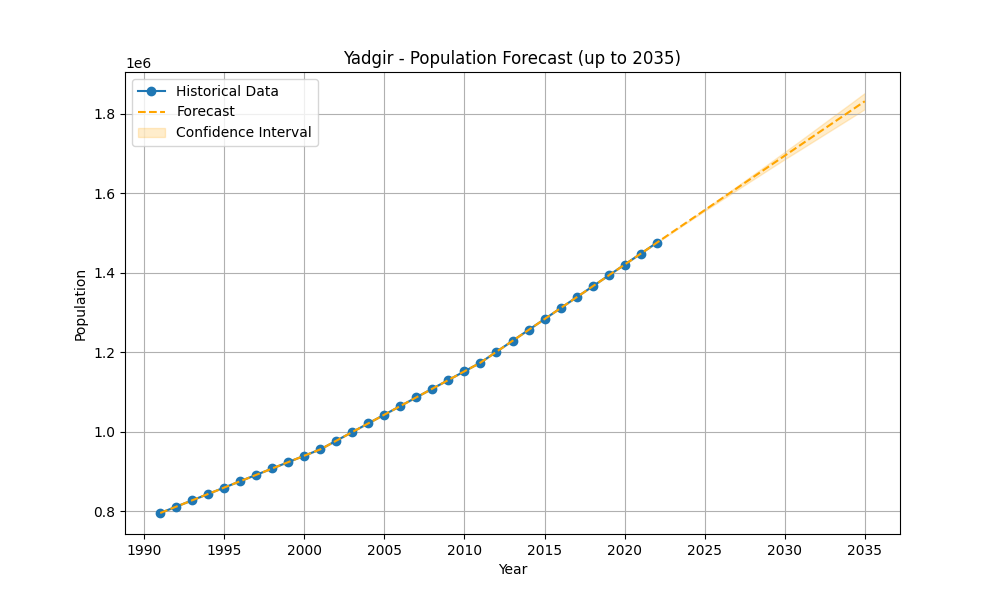 Yadgir - Population Forecast (up to 2035)
1e6
Historical Data
Forecast
Confidence Interval
1.8
1.6
1.4
1.2
1.0
0.8
Population
1990 1995 2000 2005 2010 2015 2020 2025 2030 2035
Year